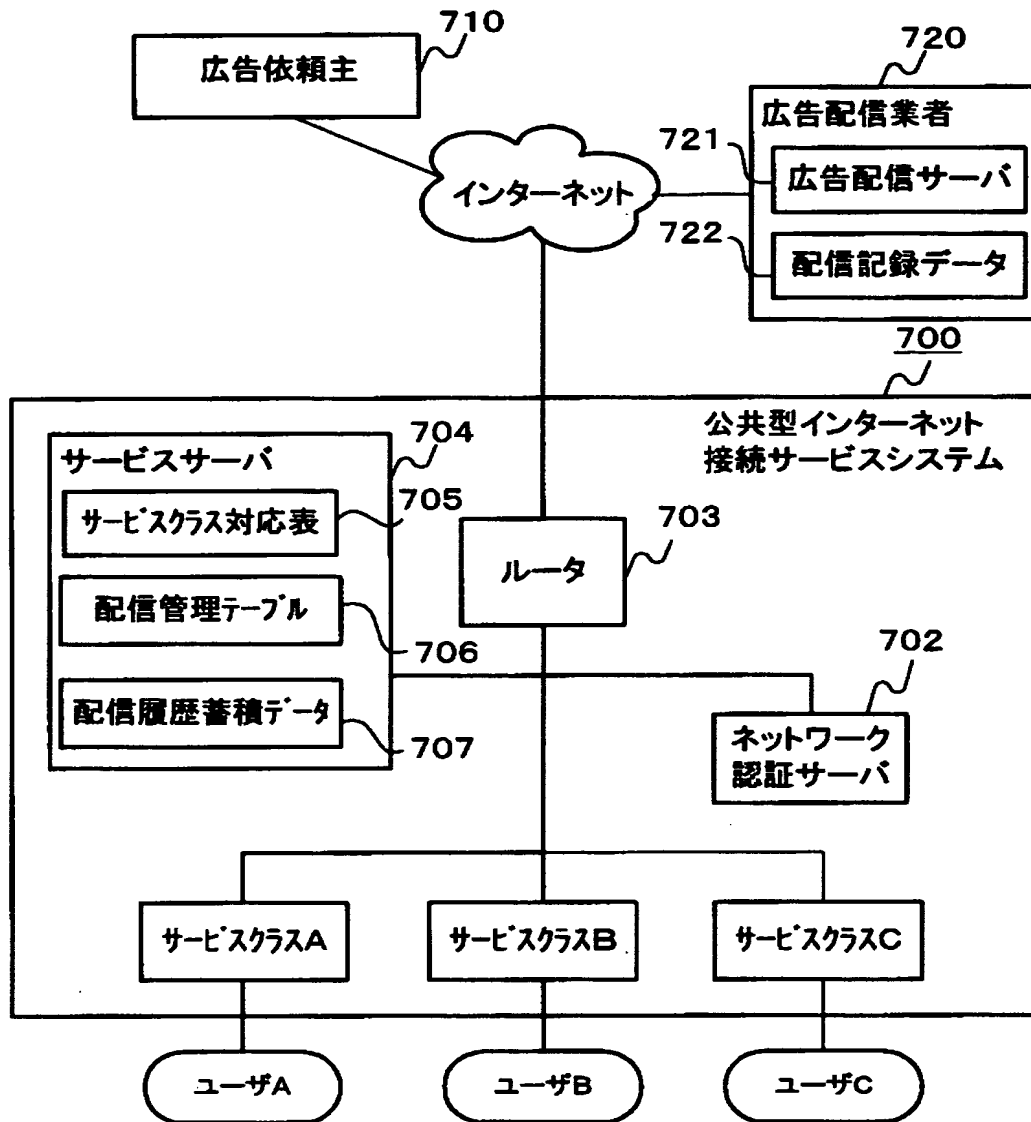 710
広告依頼主
720
広告配信業者
721
広告配信サーバ
インターネット
722
配信記録データ
700
公共型インターネット
接続サービスシステム
704
サービスサーバ
705
サービスクラス対応表
703
ルータ
配信管理テーブル
706
702
配信履歴蓄積データ
707
ネットワーク
認証サーバ
サービスクラスA
サービスクラスB
サービスクラスC
ユーザA
ユーザB
ユーザC